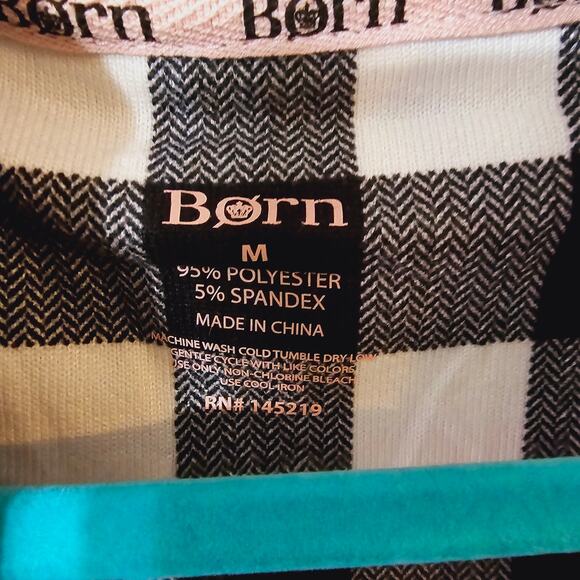 Børn Børn Børn
Børn
M
95% POLYESTER
5% SPANDEX
MADE IN CHINA
MACHINE WASH COLD TUMBLE DRY LOW
GENTLE CYCLE WITH LIKE COLORS
USE ONLY NON-CHLORINE BLEACH
USE COOL IRON
RN# 145219